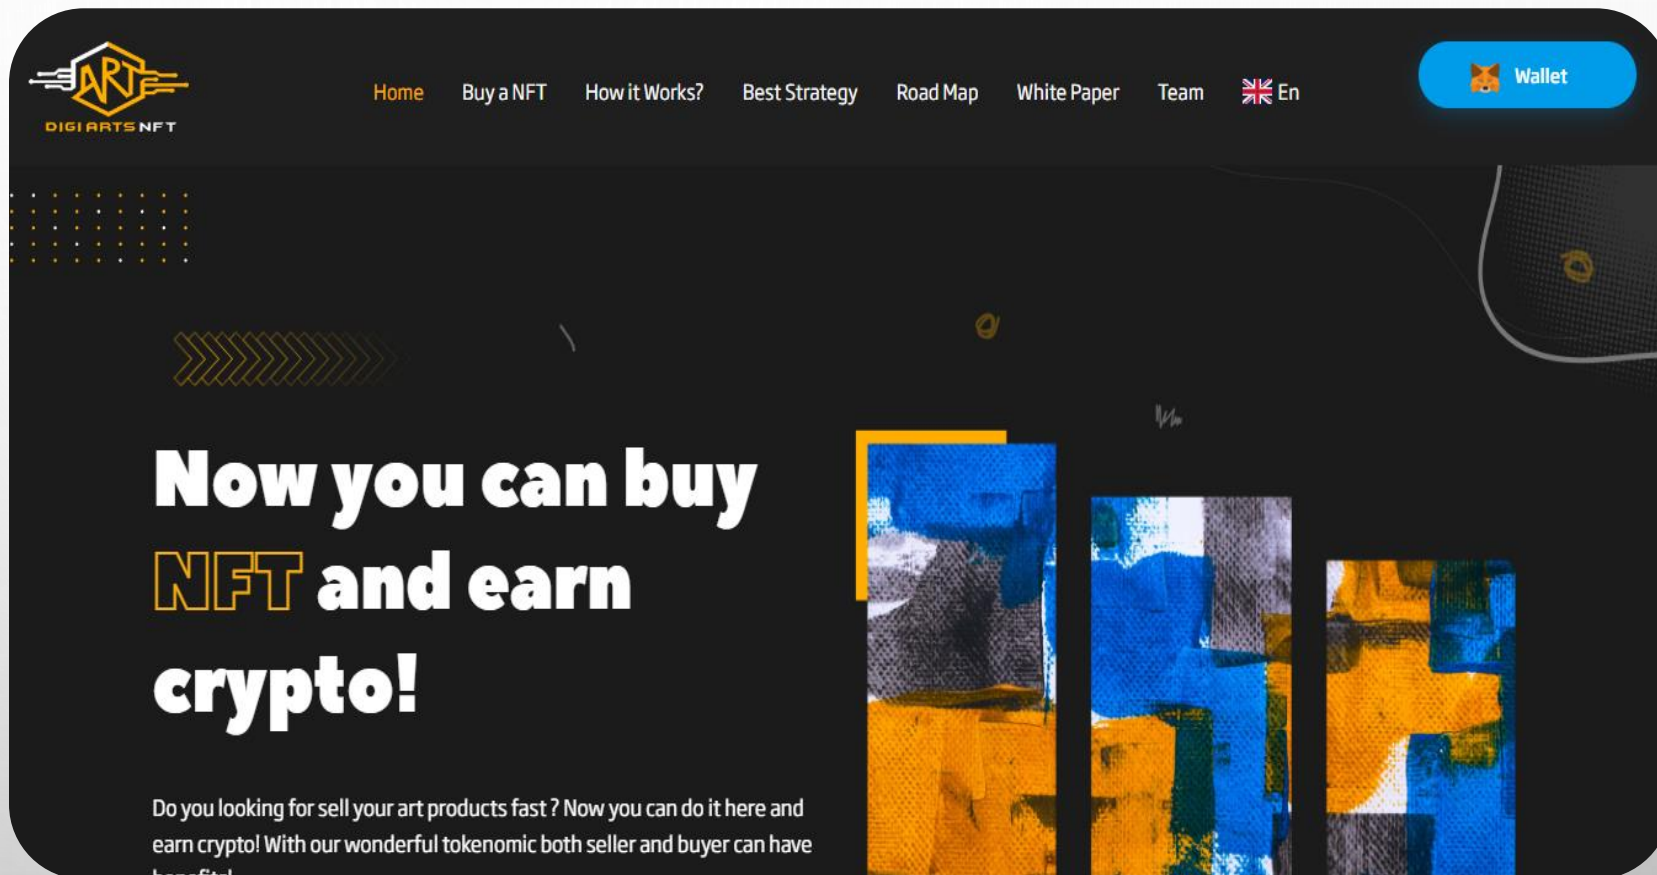 ART
DIGI ARTS NFT
Home Buy a NFT How it Works? Best Strategy Road Map White Paper Team En
Wallet
Now you can buy
NFT and earn
crypto!
Do you looking for sell your art products fast ? Now you can do it here and
earn crypto! With our wonderful tokenomic both seller and buyer can have